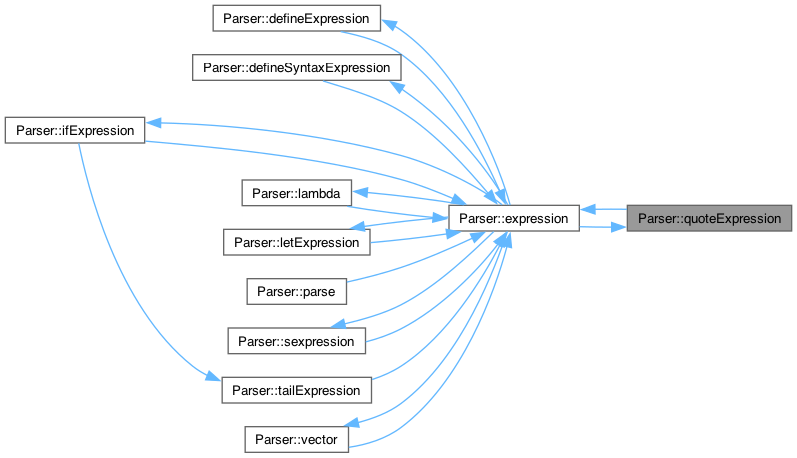 Parser::defineExpression
Parser::defineSyntaxExpression
Parser::ifExpression
Parser::lambda
Parser::expression
Parser::quoteExpression
Parser::letExpression
Parser::parse
Parser::sexpression
Parser::tailExpression
Parser::vector